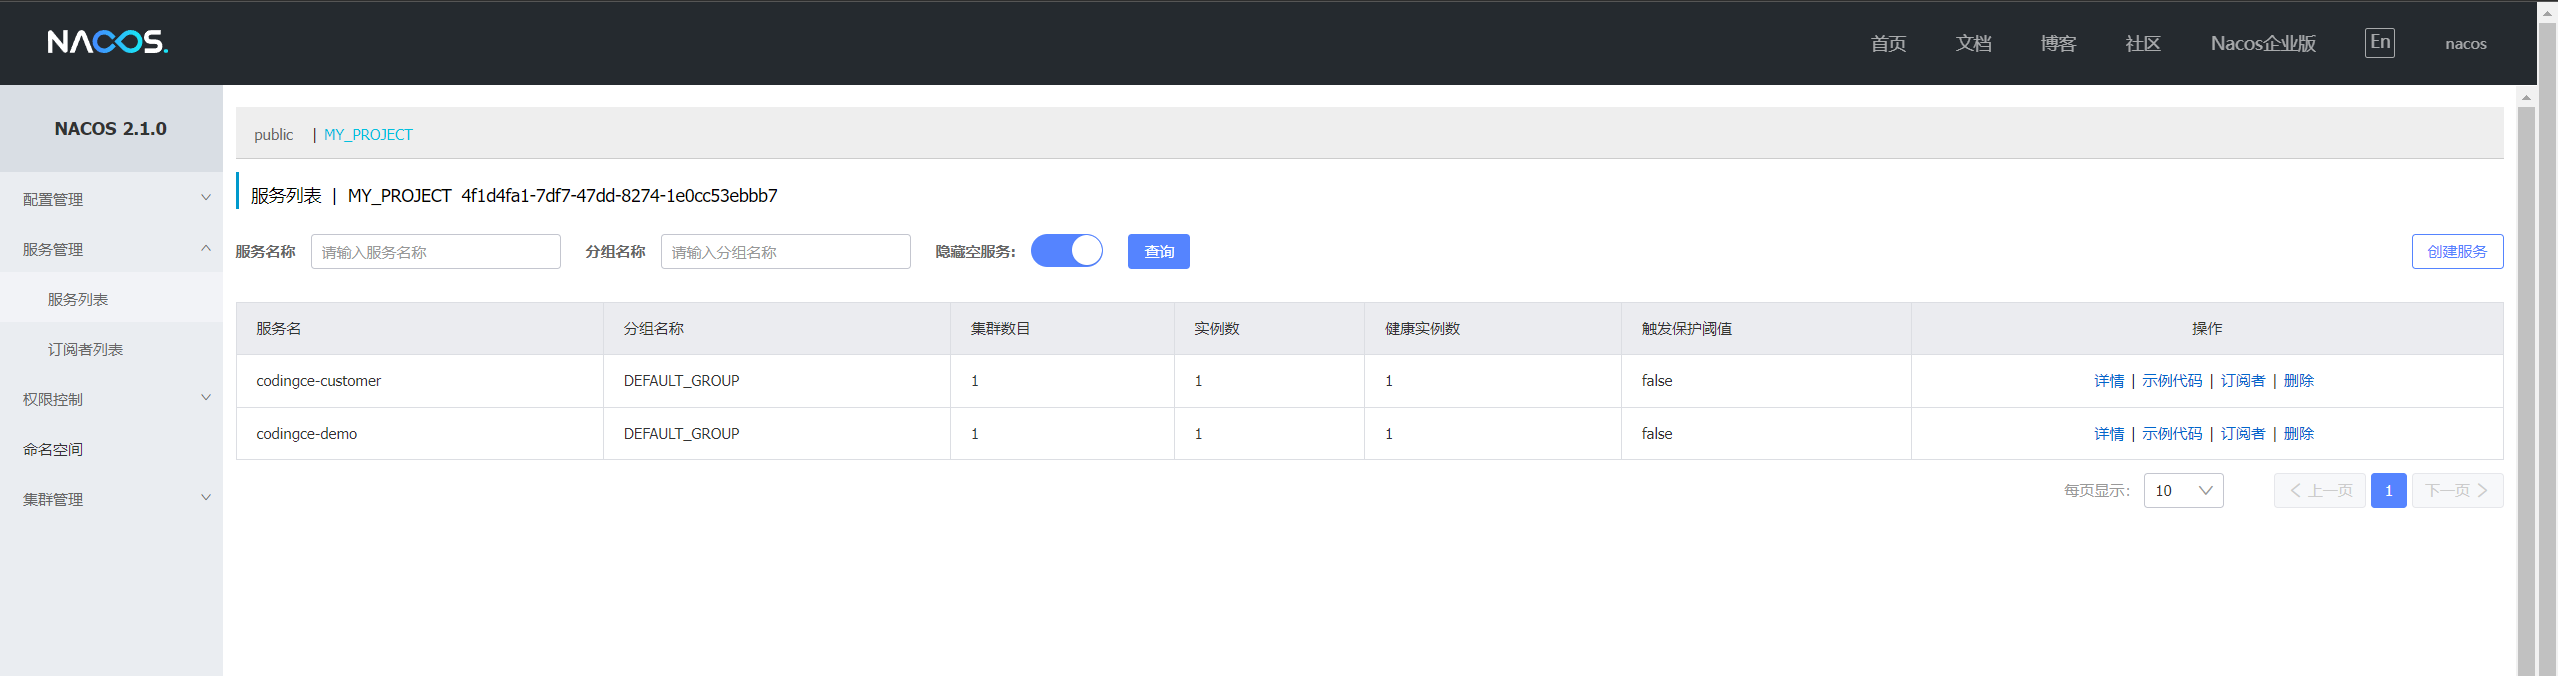 NACOS. 首页 文档 博客 社区 Nacos企业版 En nacos
NACOS 2.1.0
配置管理
服务管理
服务列表
订阅者列表
权限控制
命名空间
集群管理
public | MY_PROJECT
服务列表 | MY_PROJECT 4f1d4fa1-7df7-47dd-8274-1e0cc53ebbb7
服务名称 请输入服务名称 分组名称 请输入分组名称 隐藏空服务: 查询 创建服务
服务名 分组名称 集群数目 实例数 健康实例数 触发保护阈值 操作
codingce-customer DEFAULT_GROUP 1 1 1 false 详情 | 示例代码 | 订阅者 | 删除
codingce-demo DEFAULT_GROUP 1 1 1 false 详情 | 示例代码 | 订阅者 | 删除
每页显示: 10 上一页 1 下一页